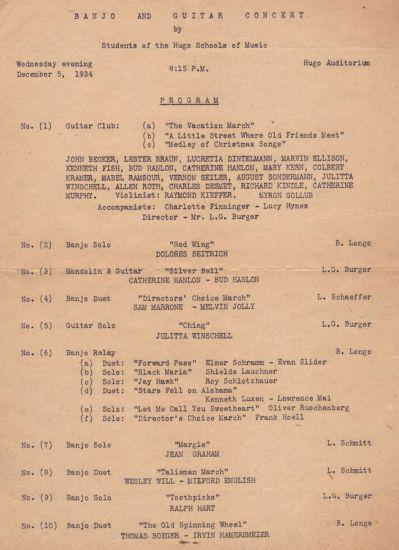 BANJO AND GUITAR CONCERT
by
Students of the Hugo Schools of Music
Wednesday evening Hugo Auditorium
December 5, 1934 8:15 P.M.
PROGRAM
No. (1) Guitar Club: (a) "The Vacation March"
(b) "A Little Street Where Old Friends Meet"
(c) "Medley of Christmas Songs"
JOHN BECKER, LESTER BRAUN, LUCRETIA DINTELMANN, MARVIN ELLISON,
KENNETH FISH, BUD HANLON, CATHERINE HANLON, MARY KERN, COLBERT
KRAMER, MABEL RAMSOUR, VERNON SEILER, AUGUST SONDERMANN, JULITTA
WINSCHELL, ALLEN ROTH, CHARLES DESMET, RICHARD KINDLE, CATHERINE
MURPHY. Violinist: RAYMOND KIEFFER. MYRON GOLLUB
Accompanists: Charlotte Finninger - Lucy Hynes
Director - Mr. L.G. Burger
No. (2) Banjo Solo "Red Wing" B. Longo
DOLORES SEITRICH
No. (3) Mandolin & Guitar "Silver Bell" L.G. Burger
CATHERINE HANLON - BUD HANLON
No. (4) Banjo Duet "Directors' Choice March" L. Schaeffer
SAM MARRONE - MELVIN JOLLY
No. (5) Guitar Solo "Ching" L.G. Burger
JULITTA WINSCHELL
No. (6) Banjo Relay B. Longo
(a) Duet: "Forward Pass" Elmer Schramm - Evan Slider
(b) Solo: "Black Maria" Shields Lauchner
(c) Solo: "Jay Hawk" Roy Schlotzhauer
(d) Duet: "Stars Fell on Alabama"
Kenneth Luxen - Lawrence Mai
(e) Solo: "Let Me Call You Sweetheart" Oliver Ruschenberg
(f) Solo: "Director's Choice March" Frank Hoell
No. (7) Banjo Solo "Margie" L. Schmitt
JEAN GRAHAM
No. (8) Banjo Duet "Talisman March" L. Schmitt
WESLEY WILL - MILFORD ENGLISH
No. (9) Banjo Solo "Toothpicks" L.G. Burger
RALPH HART
No. (10) Banjo Duet "The Old Spinning Wheel" B. Longo
THOMAS BOEGER - IRVIN HAMERSMEIER